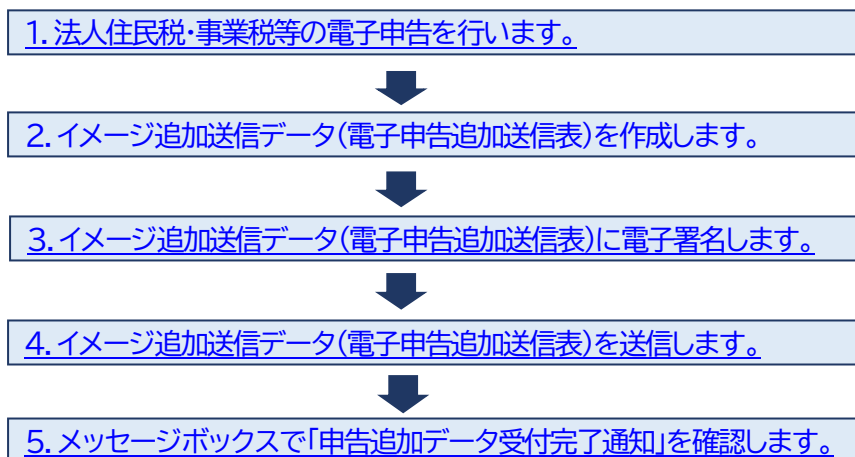 1.法人住民税・事業税等の電子申告を行います。
2.イメージ追加送信データ(電子申告追加送信表)を作成します。
3.イメージ追加送信データ(電子申告追加送信表)に電子署名します。
4.イメージ追加送信データ(電子申告追加送信表)を送信します。
5.メッセージボックスで「申告追加データ受付完了通知」を確認します。